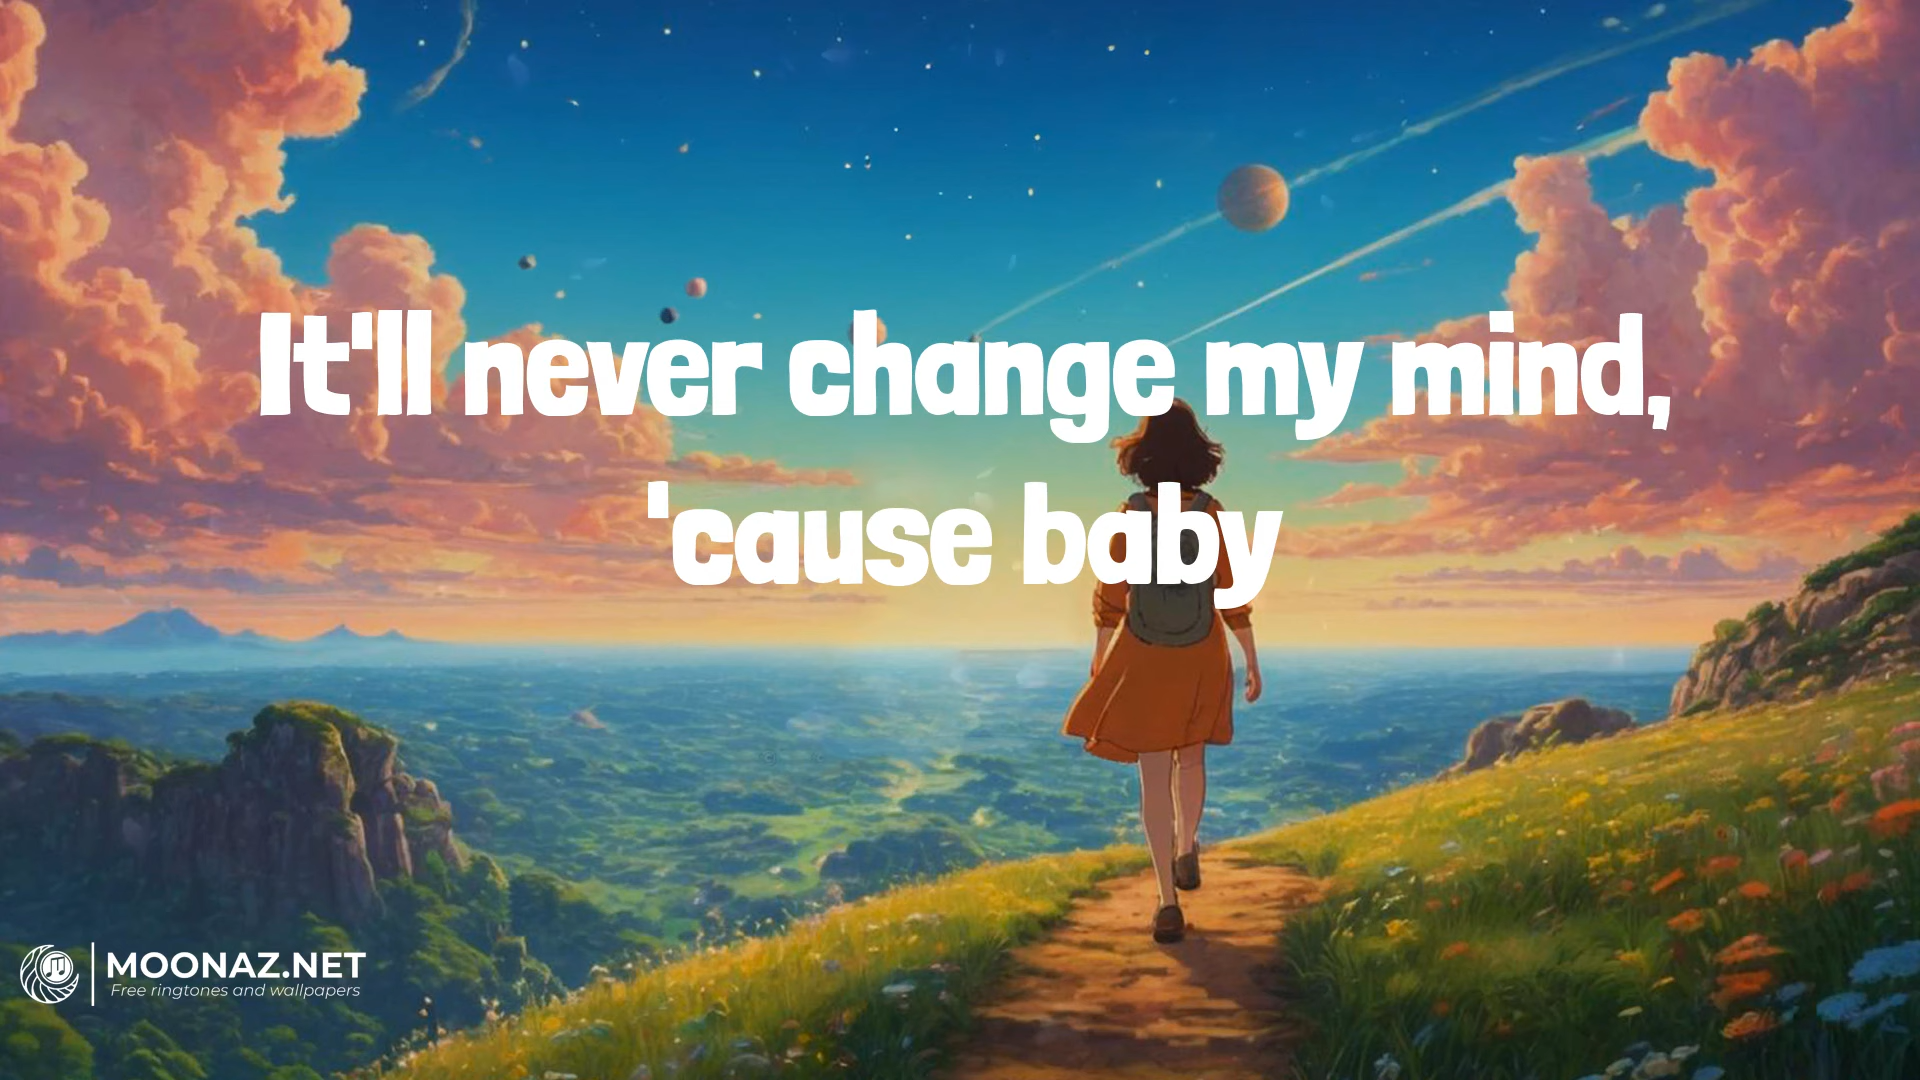 It'll never change my mind,
'cause baby
MOONAZ.NET
Free ringtones and wallpapers